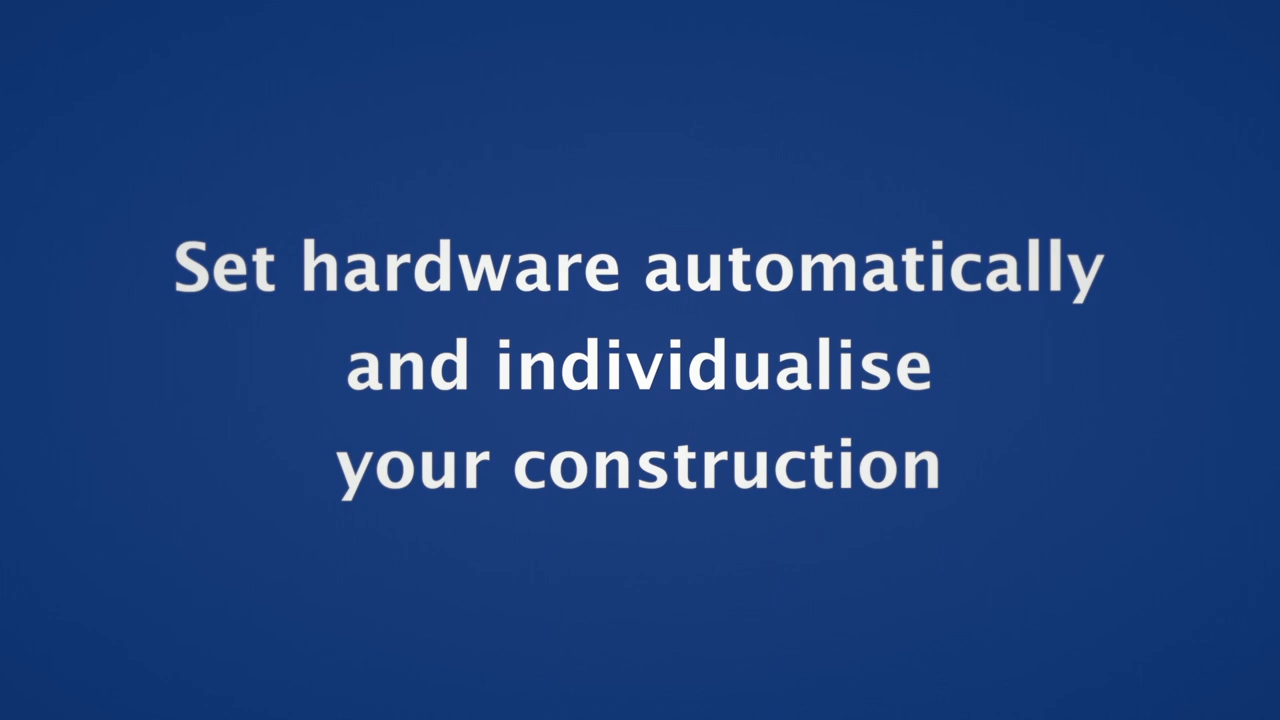 Set hardware automatically
and individualise
your construction